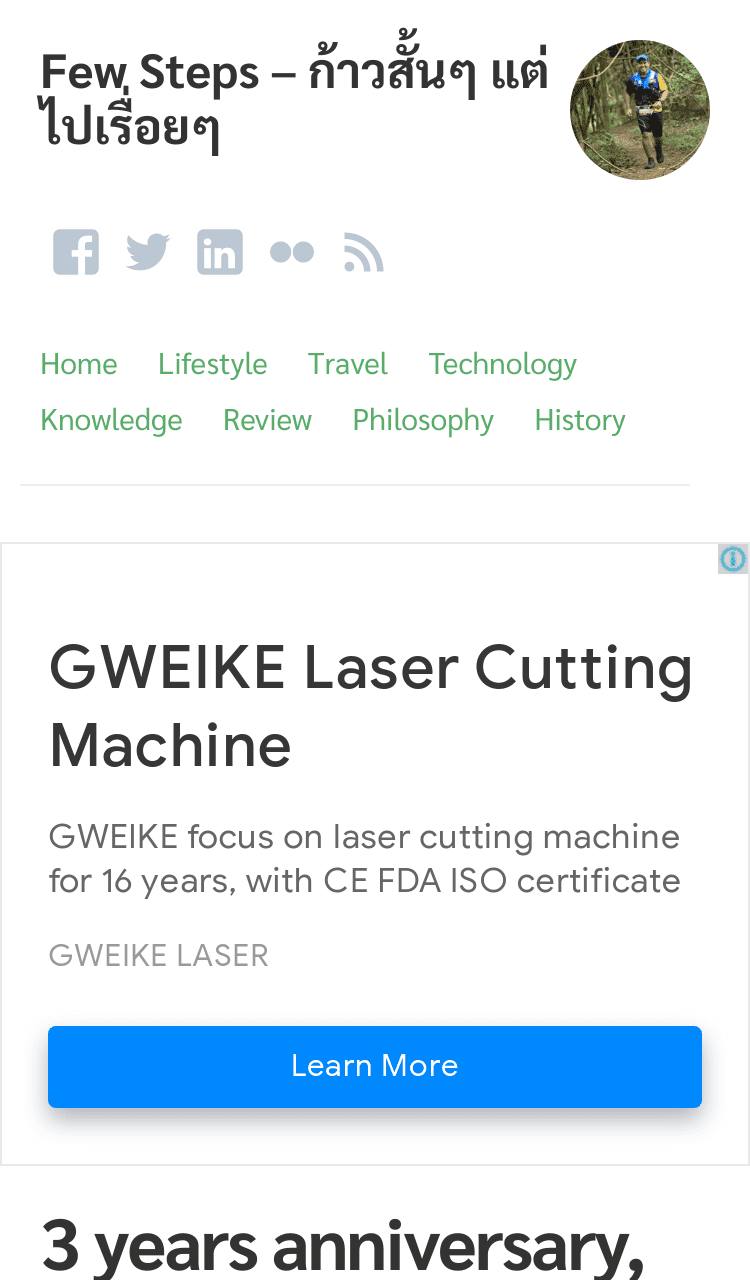 Few Steps – ก้าวสั้นๆ แต่
ไปเรื่อยๆ
Home Lifestyle Travel Technology
Knowledge Review Philosophy History
GWEIKE Laser Cutting
Machine
GWEIKE focus on laser cutting machine
for 16 years, with CE FDA ISO certificate
GWEIKE LASER
Learn More
3 years anniversary,